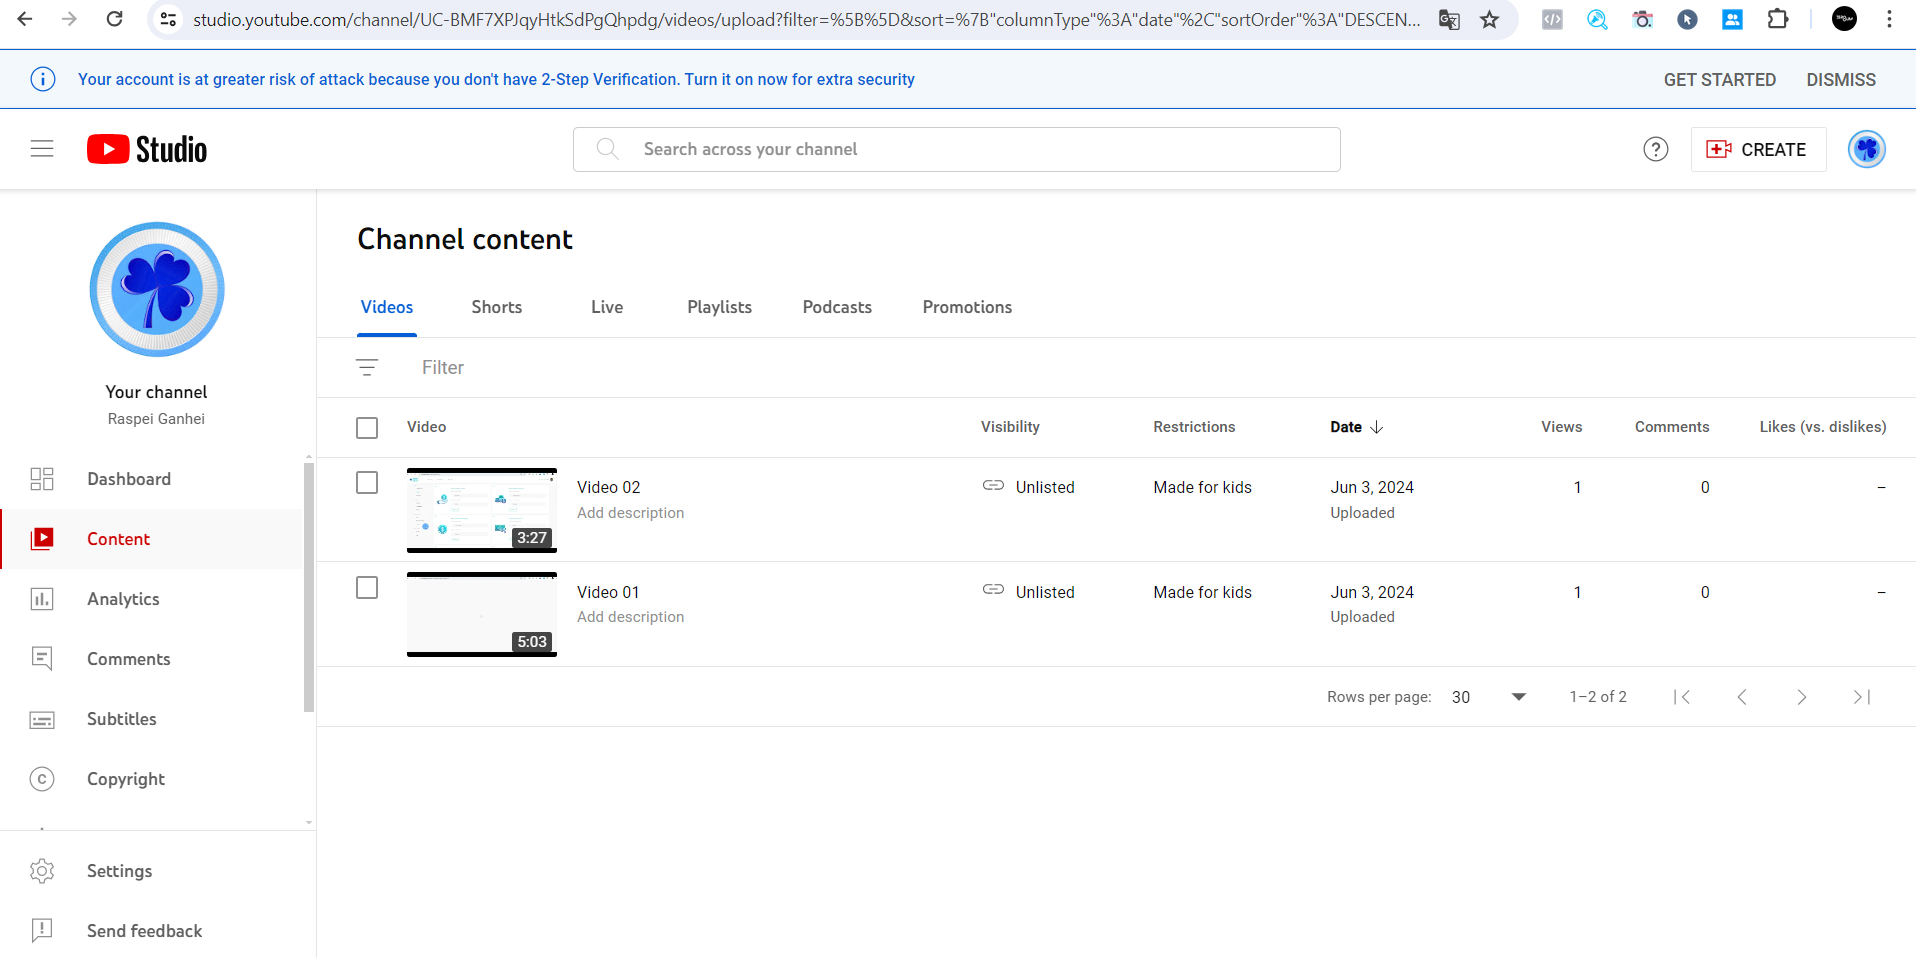 studio.youtube.com/channel/UC-BMF7XPJqyHtkSdPgQhpdg/videos/upload?filter=%5B%5D&sort=%7B"columnType"%3A"date"%2C"sortOrder"%3A"DESCEN...
Your account is at greater risk of attack because you don't have 2-Step Verification. Turn it on now for extra security
GET STARTED
DISMISS
Studio
Search across your channel
CREATE
Your channel
Raspei Ganhei
Dashboard
Content
Analytics
Comments
Subtitles
Copyright
Settings
Send feedback
Channel content
Videos Shorts Live Playlists Podcasts Promotions
Filter
Video Visibility Restrictions Date Views Comments Likes (vs. dislikes)
3:27
Video 02 Unlisted Made for kids Jun 3, 2024 1 0 –
Add description Uploaded
5:03
Video 01 Unlisted Made for kids Jun 3, 2024 1 0 –
Add description Uploaded
Rows per page: 30 1–2 of 2